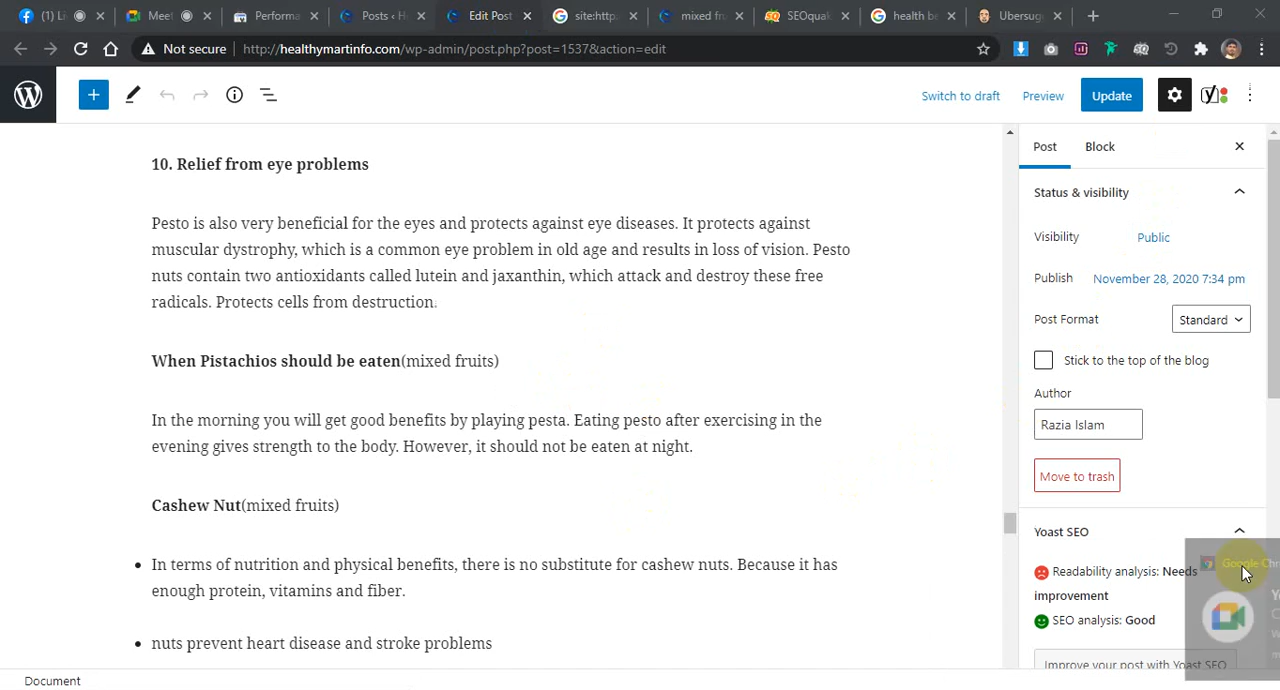 (1) Li
Meet
Performa
Posts ‹ H
Edit Post
site:http
mixed fru
SEOquak
health be
Ubersug
Not secure
http://healthymartinfo.com/wp-admin/post.php?post=1537&action=edit
Switch to draft
Preview
Update
10. Relief from eye problems
Pesto is also very beneficial for the eyes and protects against eye diseases. It protects against
muscular dystrophy, which is a common eye problem in old age and results in loss of vision. Pesto
nuts contain two antioxidants called lutein and jaxanthin, which attack and destroy these free
radicals. Protects cells from destruction.
When Pistachios should be eaten(mixed fruits)
In the morning you will get good benefits by playing pesta. Eating pesto after exercising in the
evening gives strength to the body. However, it should not be eaten at night.
Cashew Nut(mixed fruits)
In terms of nutrition and physical benefits, there is no substitute for cashew nuts. Because it has
enough protein, vitamins and fiber.
nuts prevent heart disease and stroke problems
Document
Post
Block
Status & visibility
Visibility
Public
Publish
November 28, 2020 7:34 pm
Post Format
Standard
Stick to the top of the blog
Author
Razia Islam
Move to trash
Yoast SEO
Google Chr
Readability analysis: Needs
improvement
SEO analysis: Good
Improve your post with Yoast SEO